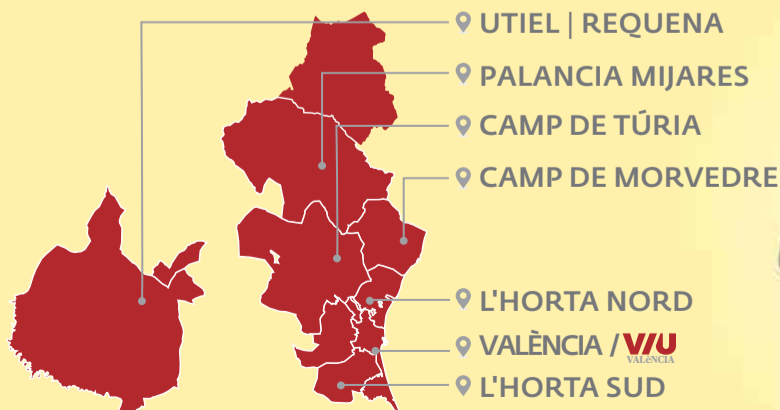 UTIEL | REQUENA
PALANCIA MIJARES
CAMP DE TÚRIA
CAMP DE MORVEDRE
L'HORTA NORD
VALÈNCIA / VIU VALÈNCIA
L'HORTA SUD